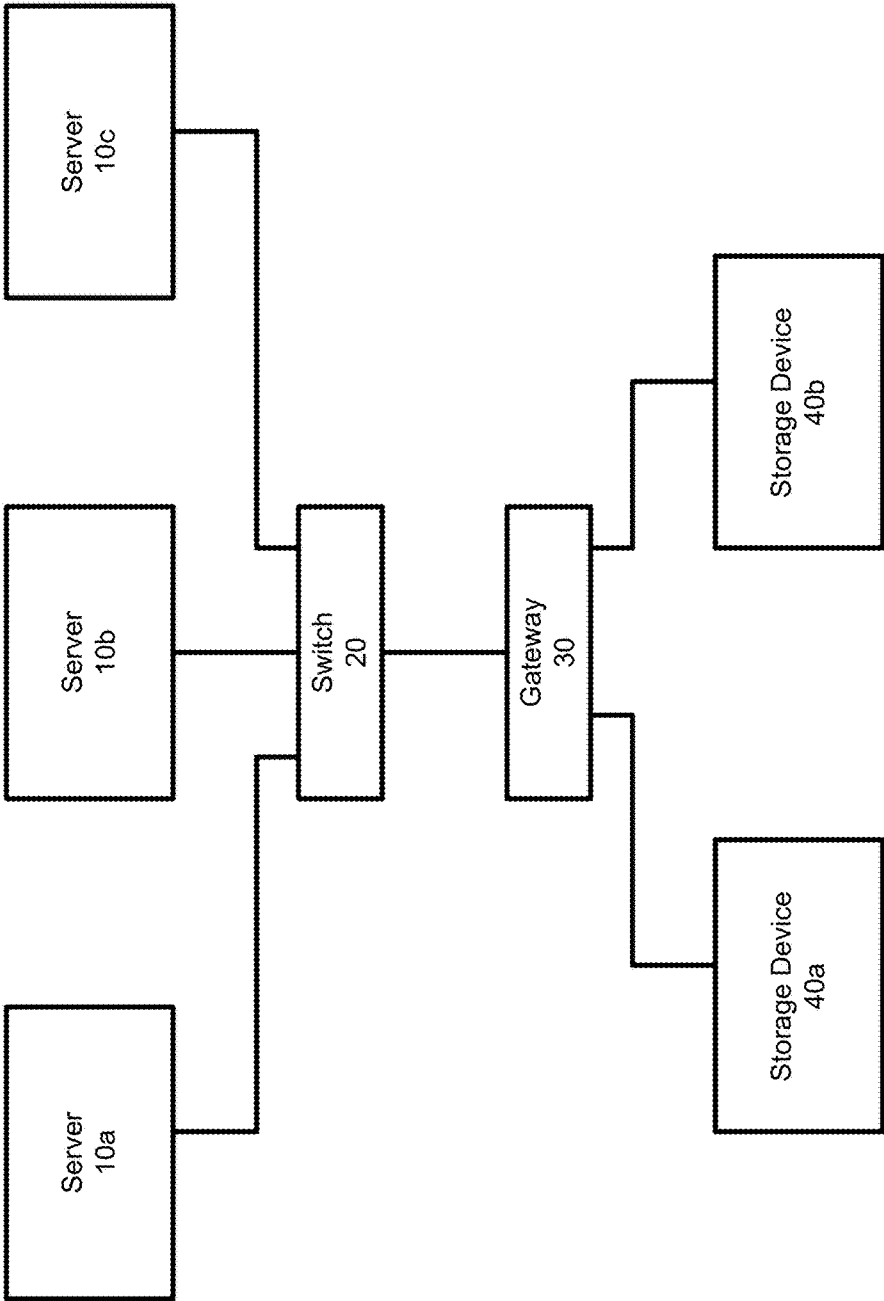 Server
10a
Server
10b
Server
10c
Switch
20
Gateway
30
Storage Device
40a
Storage Device
40b